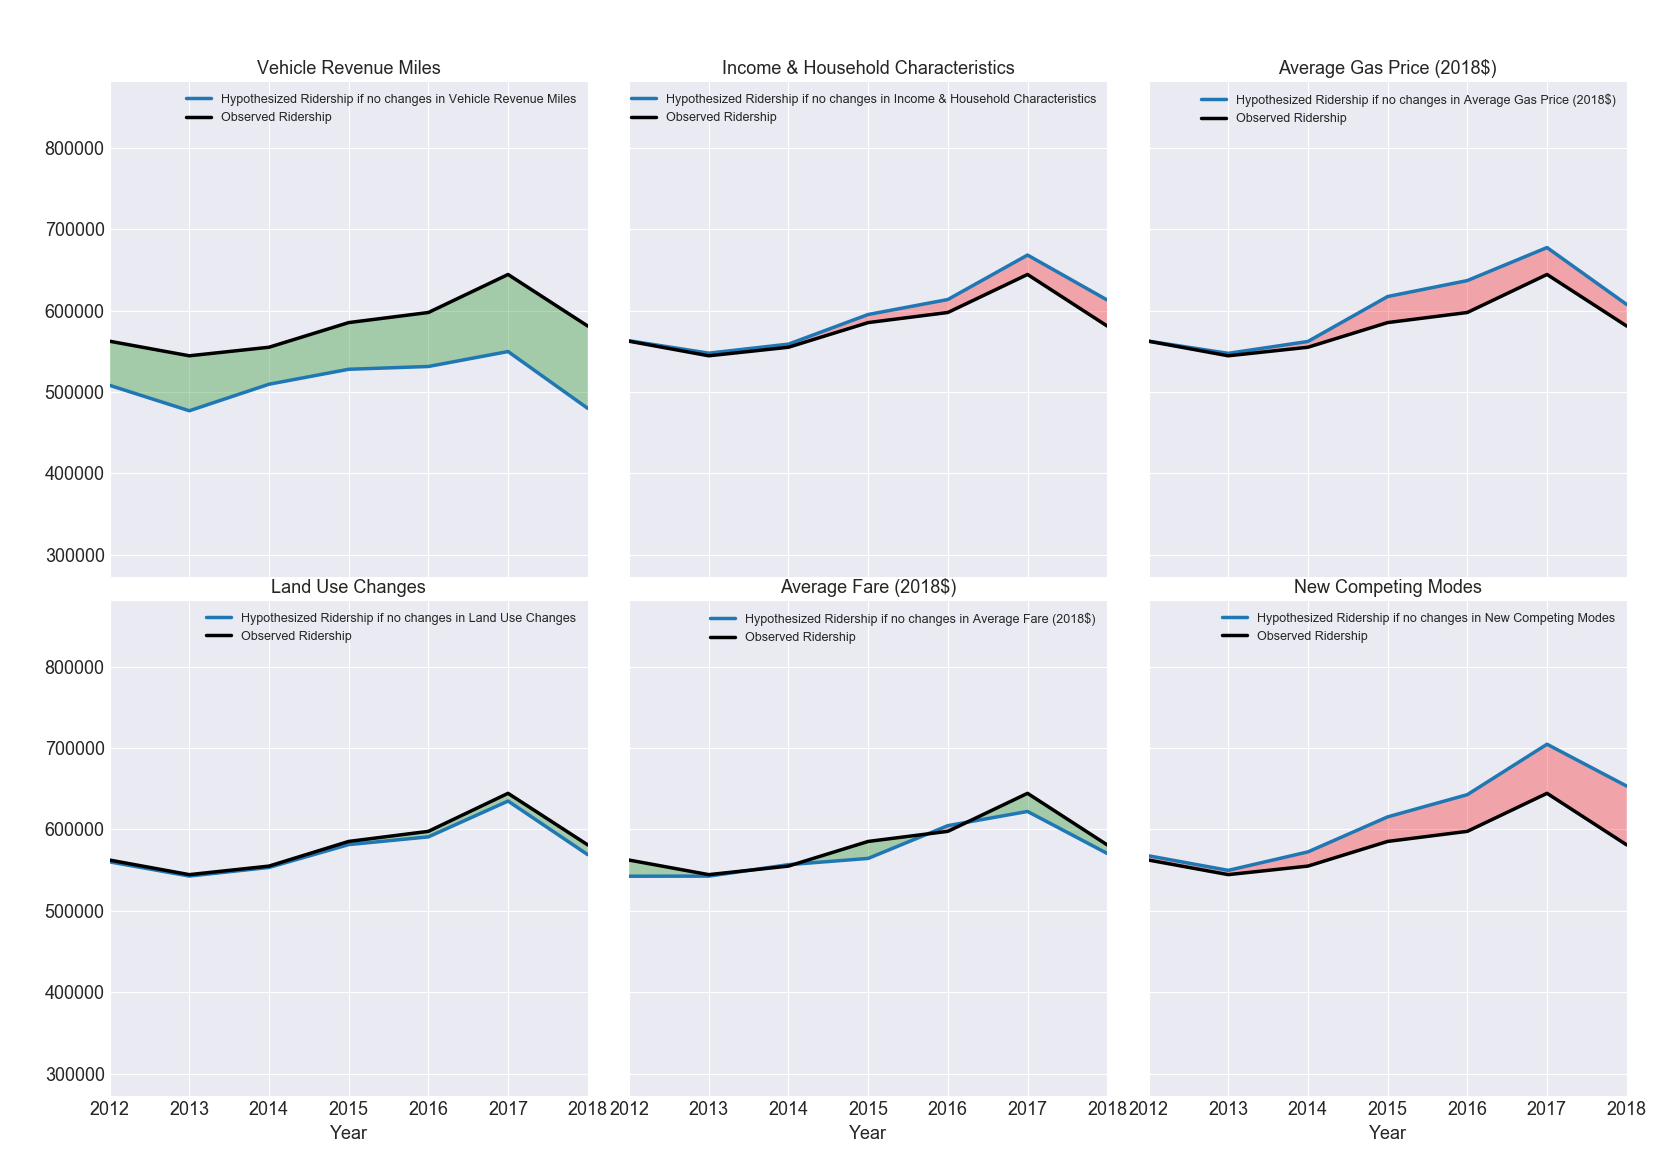 Vehicle Revenue Miles
Hypothesized Ridership if no changes in Vehicle Revenue Miles
Observed Ridership
800000
700000
600000
500000
400000
300000
Income & Household Characteristics
Hypothesized Ridership if no changes in Income & Household Characteristics
Observed Ridership
Average Gas Price (2018$)
Hypothesized Ridership if no changes in Average Gas Price (2018$)
Observed Ridership
Land Use Changes
Hypothesized Ridership if no changes in Land Use Changes
Observed Ridership
800000
700000
600000
500000
400000
300000
2012 2013 2014 2015 2016 2017 2018
Year
Average Fare (2018$)
Hypothesized Ridership if no changes in Average Fare (2018$)
Observed Ridership
2012 2013 2014 2015 2016 2017 2018
Year
New Competing Modes
Hypothesized Ridership if no changes in New Competing Modes
Observed Ridership
2012 2013 2014 2015 2016 2017 2018
Year